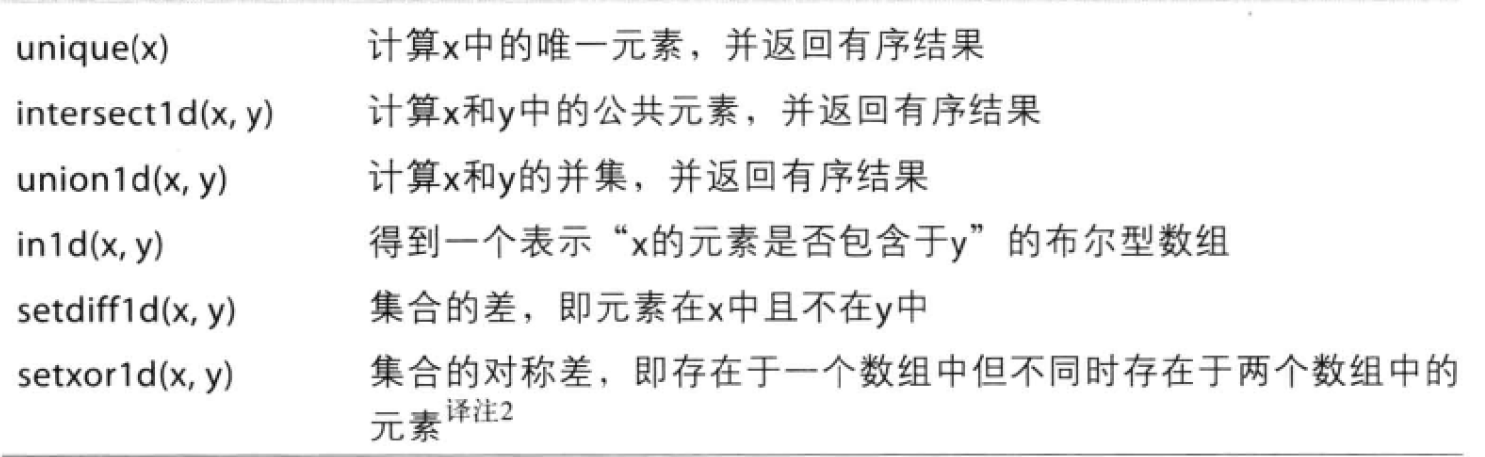 unique(x) 计算x中的唯一元素，并返回有序结果
intersect1d(x, y) 计算x和y中的公共元素，并返回有序结果
union1d(x, y) 计算x和y的并集，并返回有序结果
in1d(x, y) 得到一个表示“x的元素是否包含于y”的布尔型数组
setdiff1d(x, y) 集合的差，即元素在x中且不在y中
setxor1d(x, y) 集合的对称差，即存在于一个数组中但不同时存在于两个数组中的
元素译注2